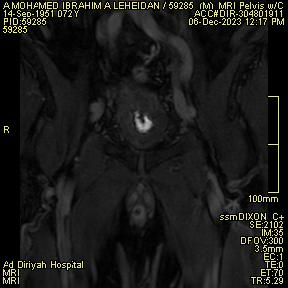 A MOHAMED IBRAHIM A LEHEIDAN / 59285 (M) MRI Pelvis w/C
14-Sep-1951 072Y ACC#DIR-304801911
PID:59285 06-Dec-2023 12:17 PM
59285
R
100mm
ssmDIXON C+
SE:2102
IM:35
DFOV:300
3.5mm
EC:1
TE:0
ET:70
TR:5.29
Ad Diriyah Hospital
MRI
MRI